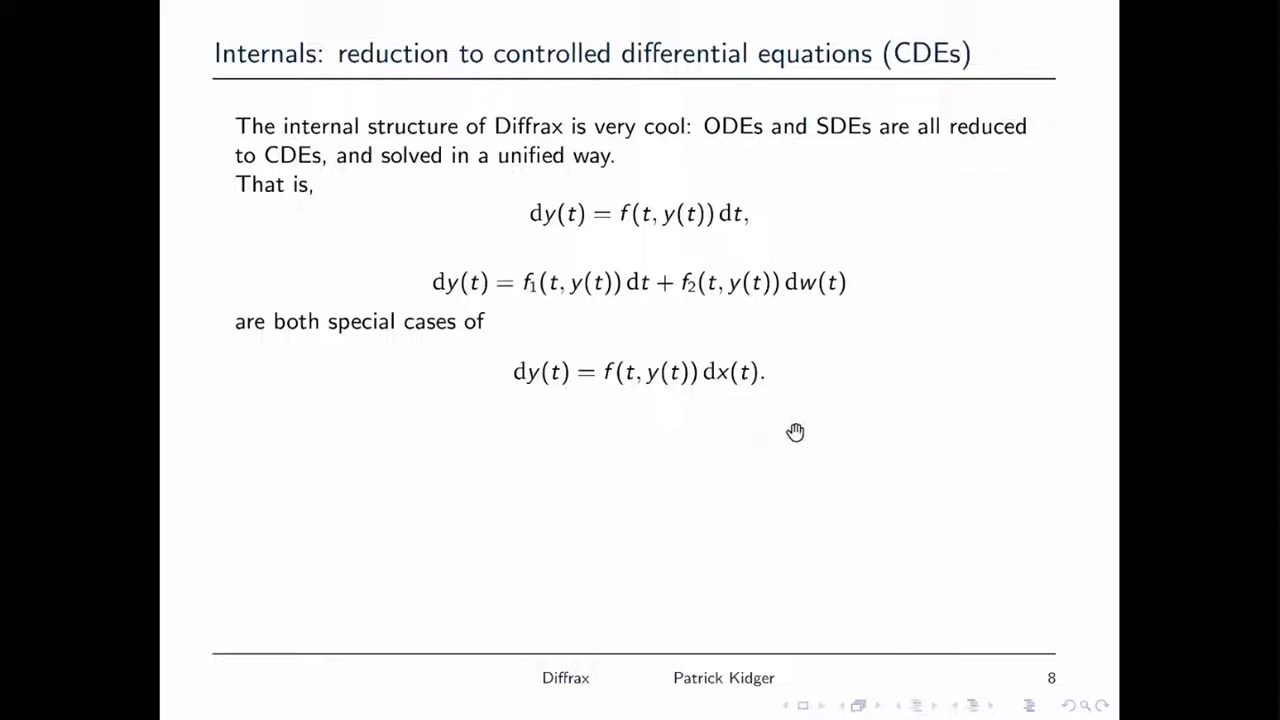 Internals: reduction to controlled differential equations (CDEs)
The internal structure of Diffrax is very cool: ODEs and SDEs are all reduced
to CDEs, and solved in a unified way.
That is,
dy(t) = f(t, y(t)) dt,
dy(t) = f₁(t, y(t)) dt + f₂(t, y(t)) dw(t)
are both special cases of
dy(t) = f(t, y(t)) dx(t).
Diffrax Patrick Kidger 8